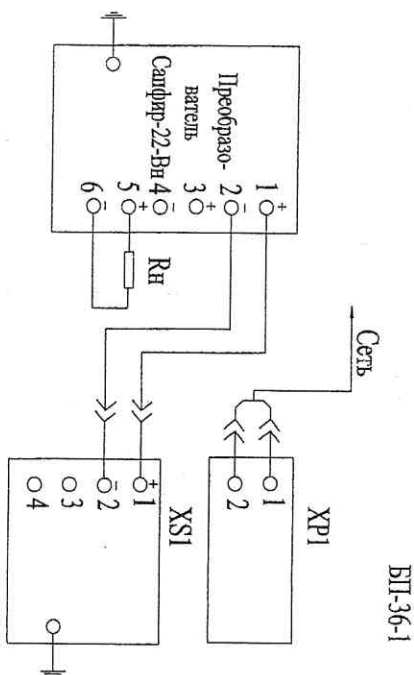 БП-36-1
Преобразо-
ватель
Сапфир-22-Вн
1 +
2 -
3 +
4 -
5 +
6 -
Rн
Сеть
XP1
1
2
XS1
+ 1
- 2
3
4